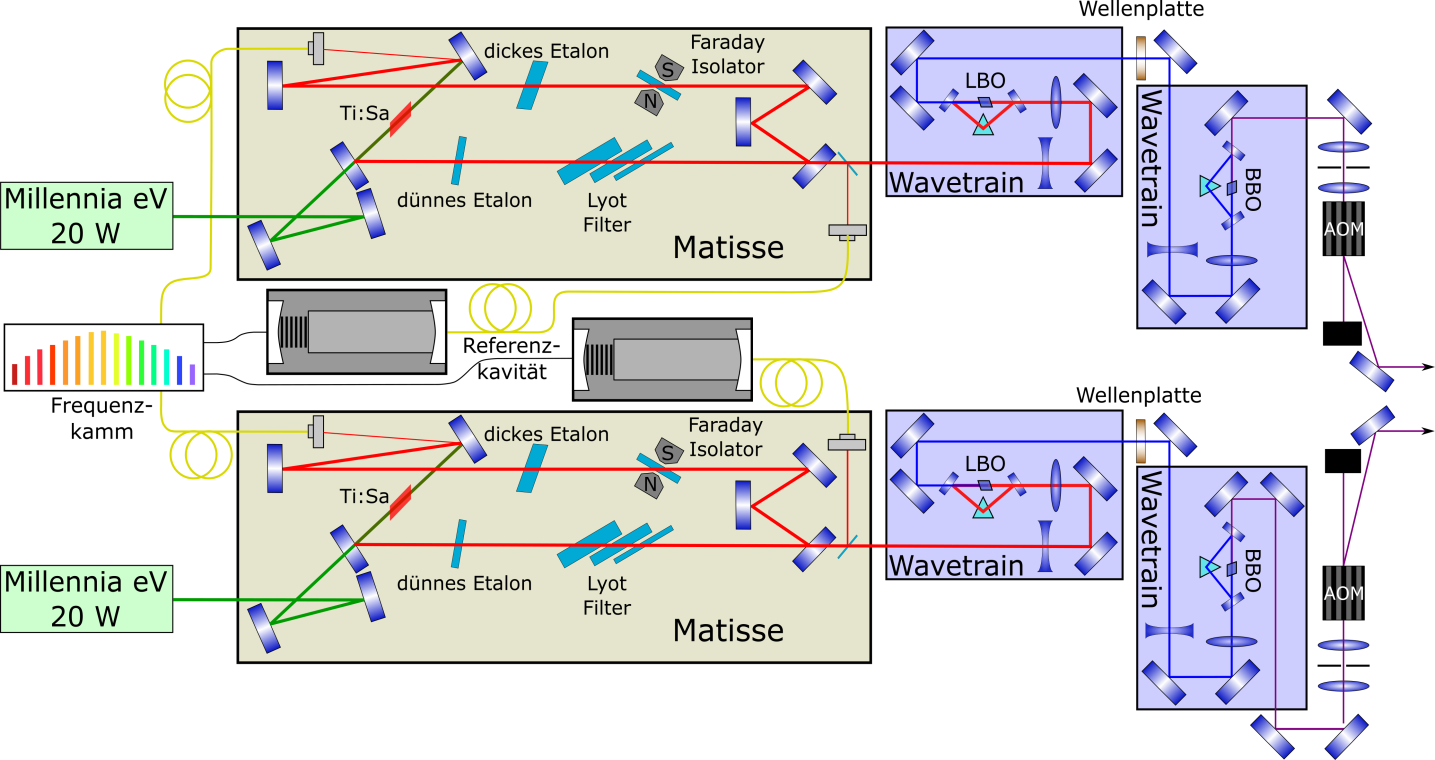 Wellenplatte
dickes Etalon
Faraday
Isolator
S
N
Ti:Sa
LBO
Wavetrain
Wavetrain
BBO
AOM
Millennia eV
20 W
dünnes Etalon
Lyot
Filter
Matisse
Referenz-
kavität
Frequenz-
kamm
Wellenplatte
dickes Etalon
Faraday
Isolator
S
N
Ti:Sa
LBO
Wavetrain
Wavetrain
BBO
AOM
Millennia eV
20 W
dünnes Etalon
Lyot
Filter
Matisse